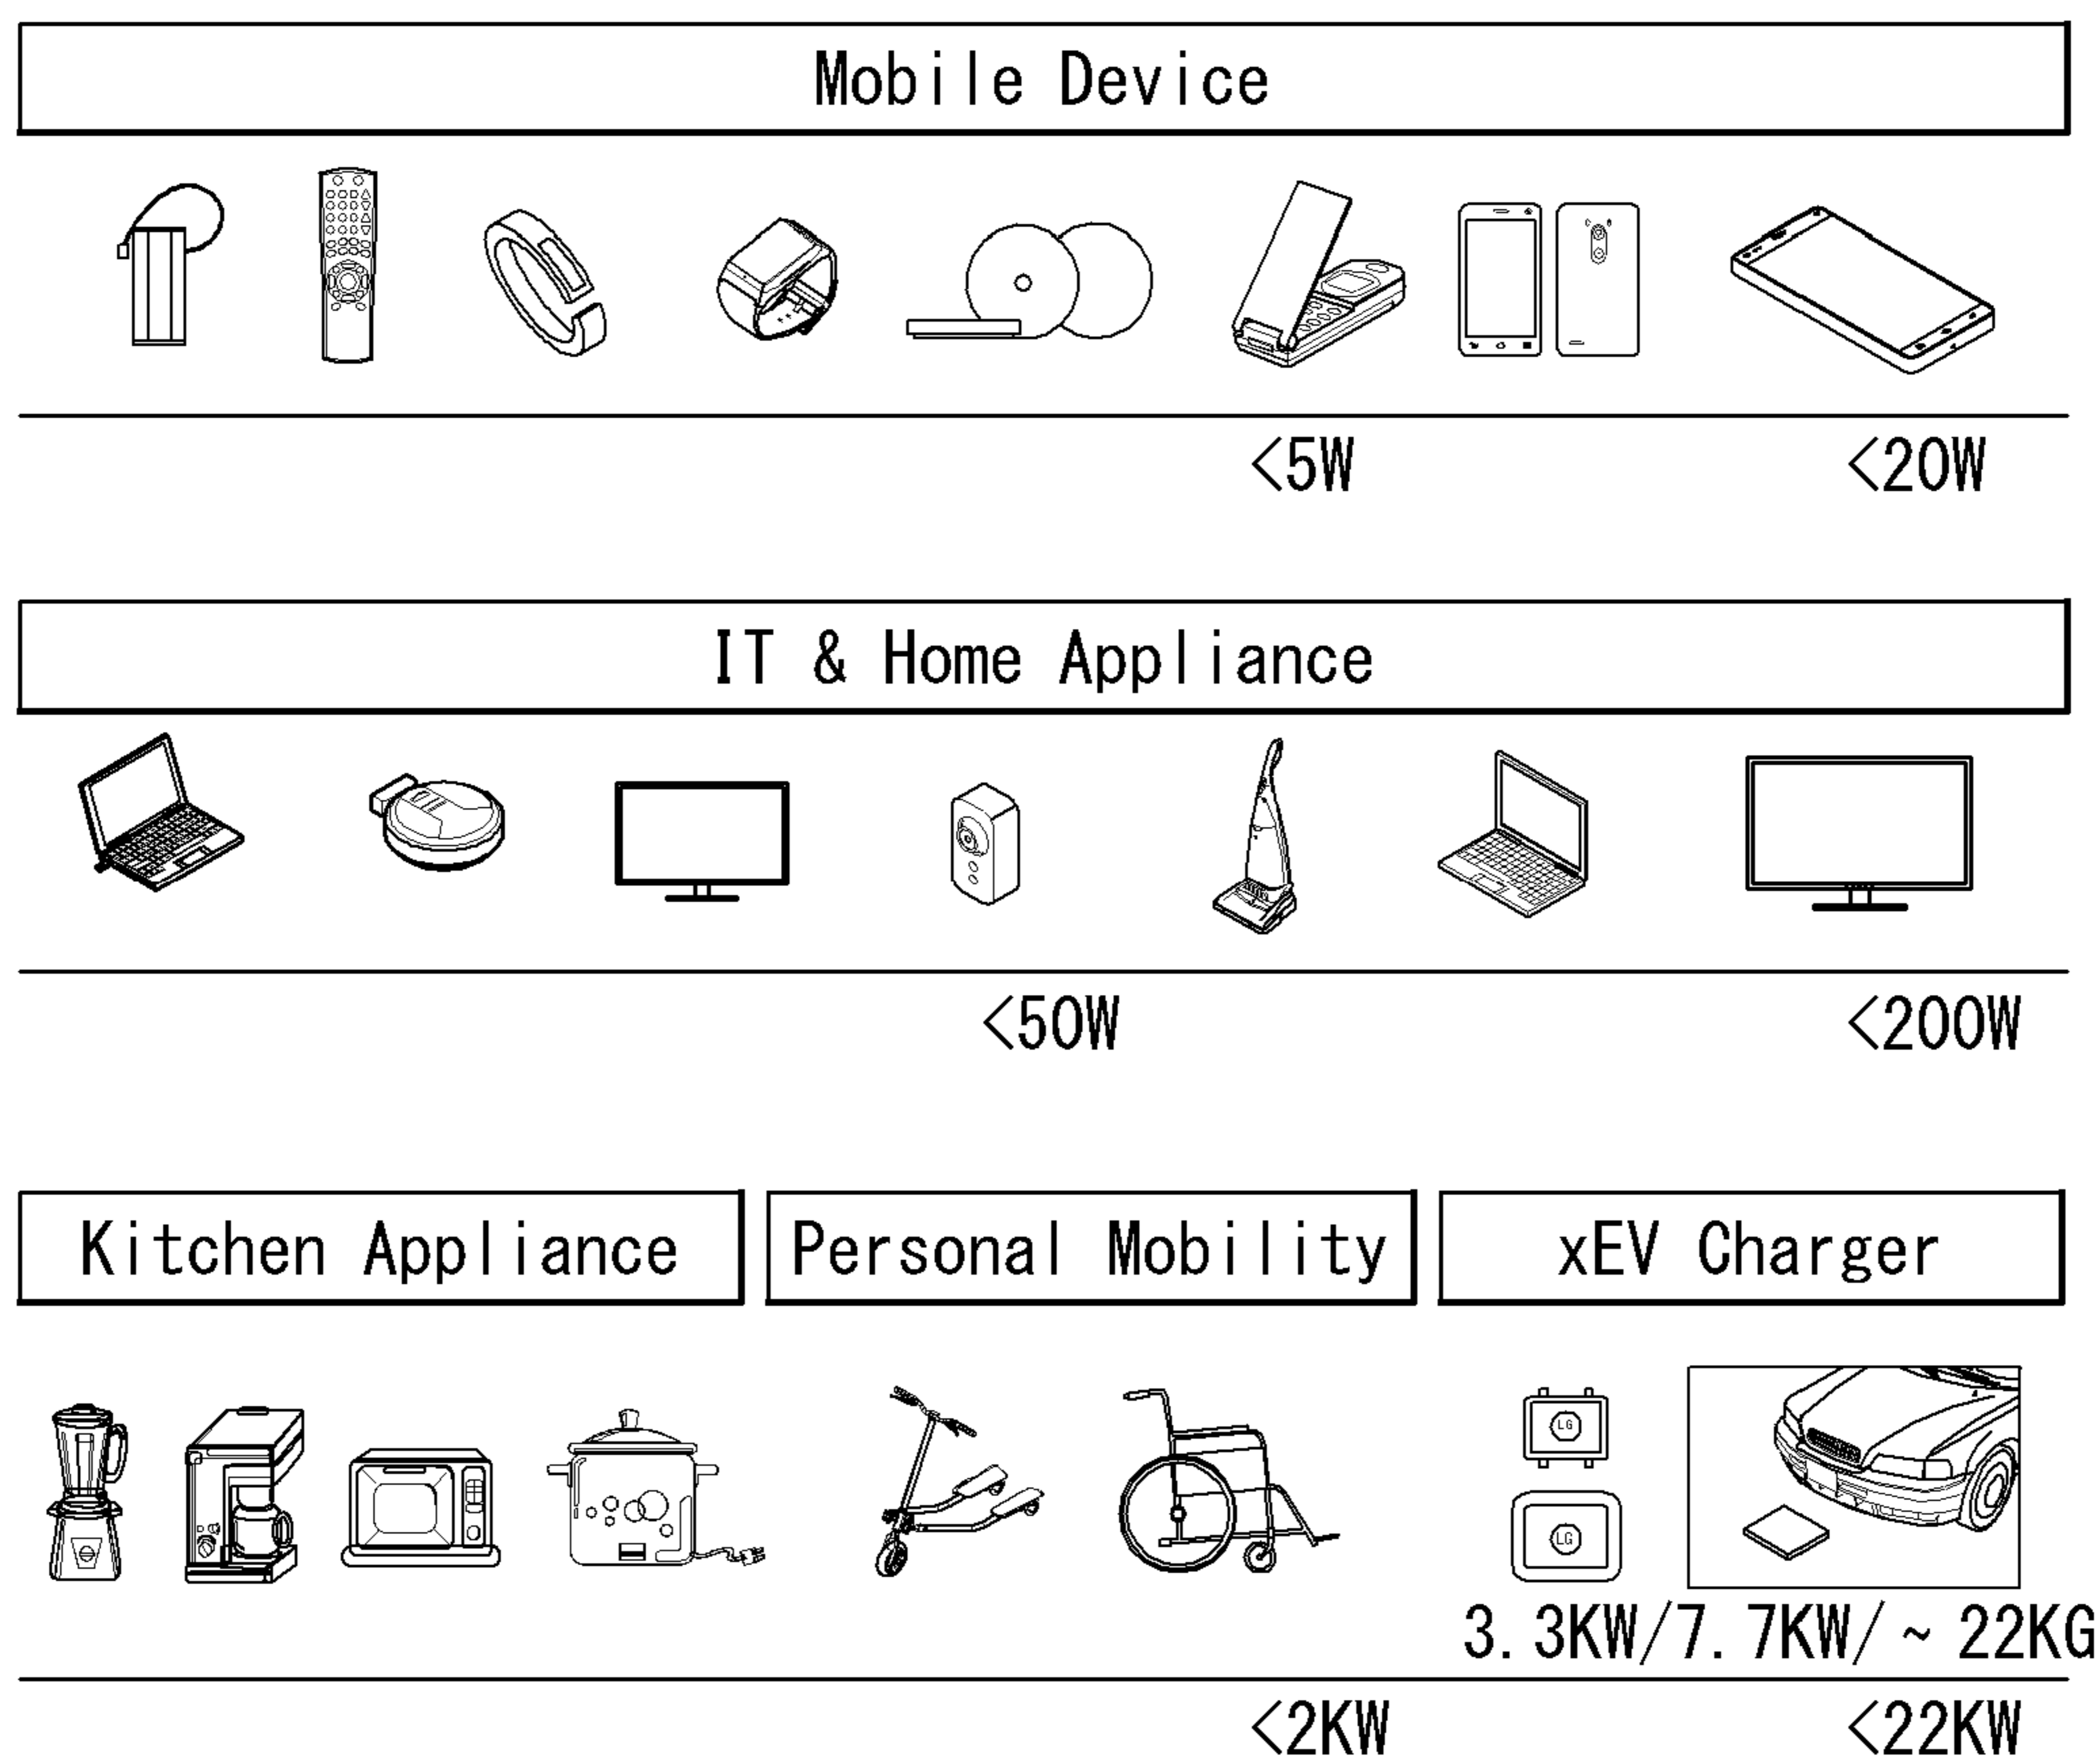 Mobile Device
<5W <20W
IT & Home Appliance
<50W <200W
Kitchen Appliance Personal Mobility xEV Charger
LG
LG
3.3KW/7.7KW/~22KG
<2KW <22KW